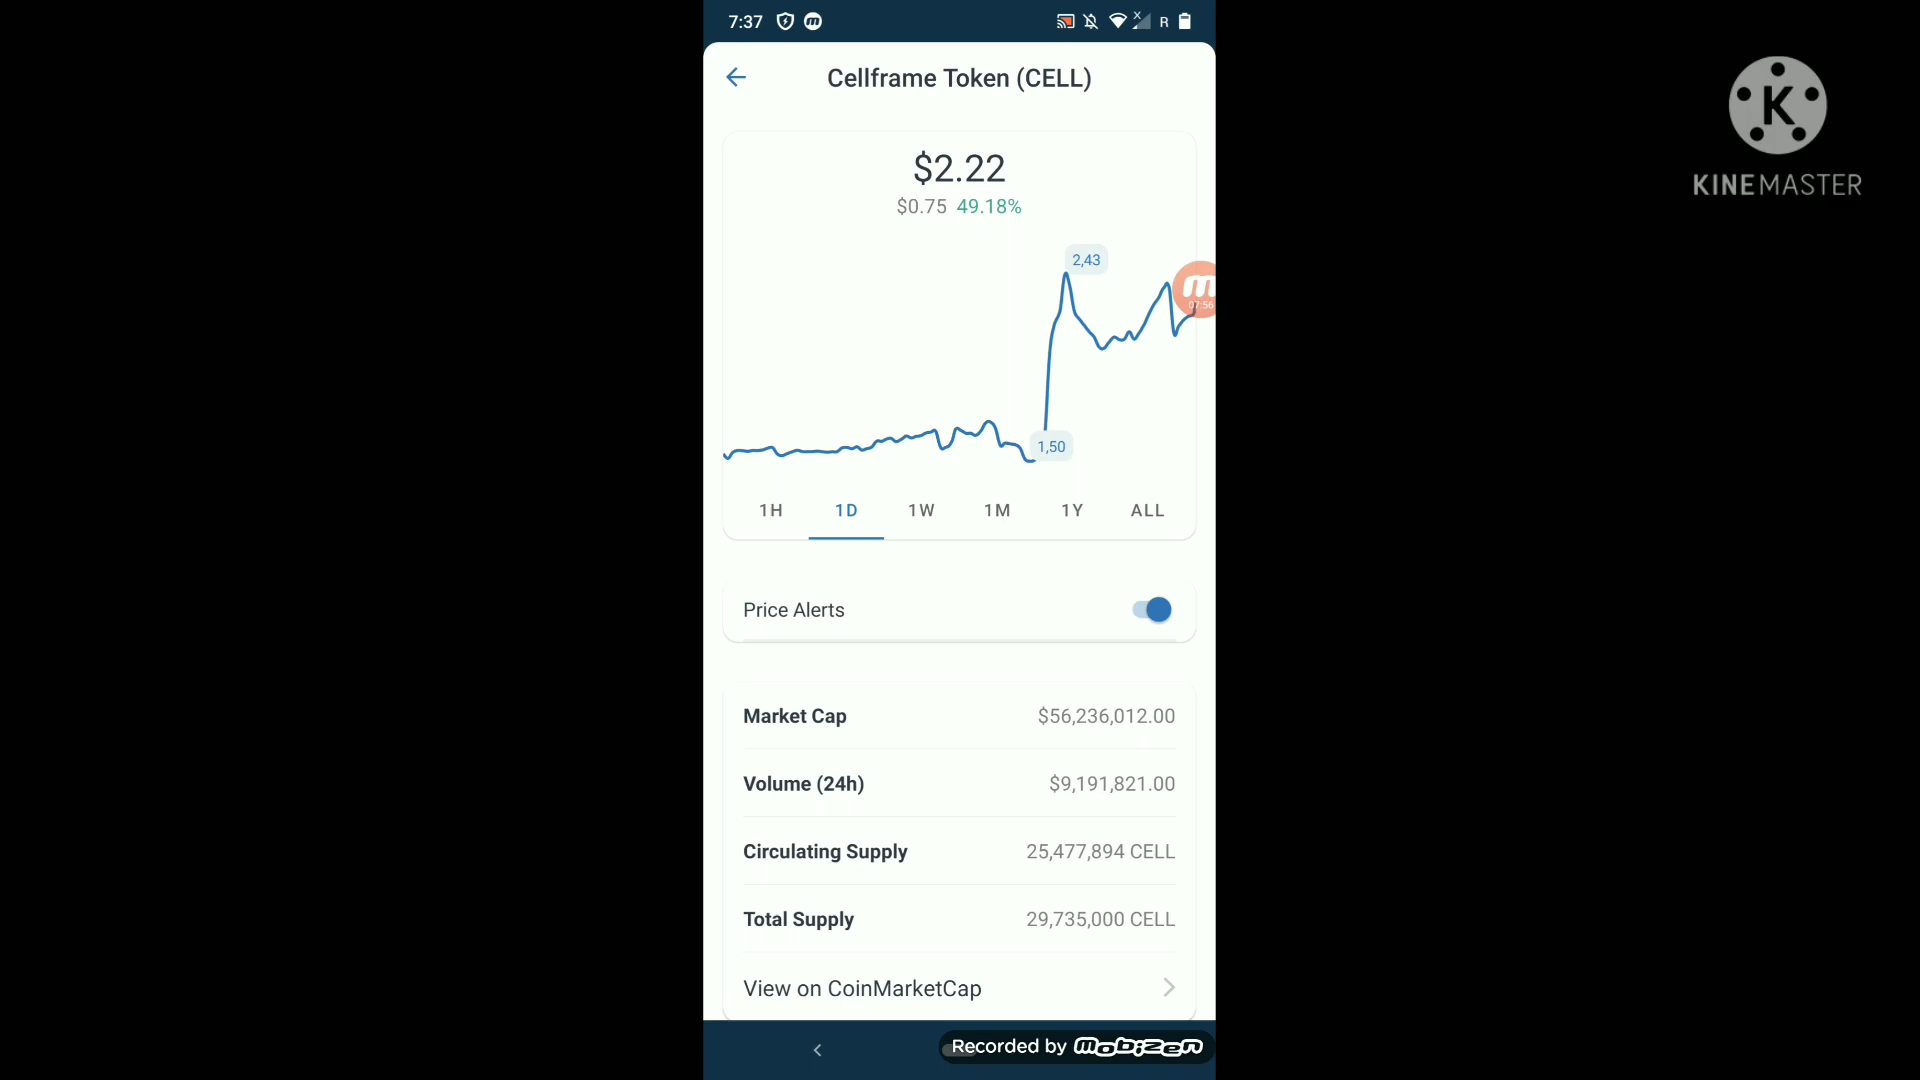 7:37
R
Cellframe Token (CELL)
K
KINEMASTER
$2.22
$0.75 49.18%
2,43
m
07:56
1,50
1H 1D 1W 1M 1Y ALL
Price Alerts
Market Cap $56,236,012.00
Volume (24h) $9,191,821.00
Circulating Supply 25,477,894 CELL
Total Supply 29,735,000 CELL
View on CoinMarketCap
Recorded by mobizen